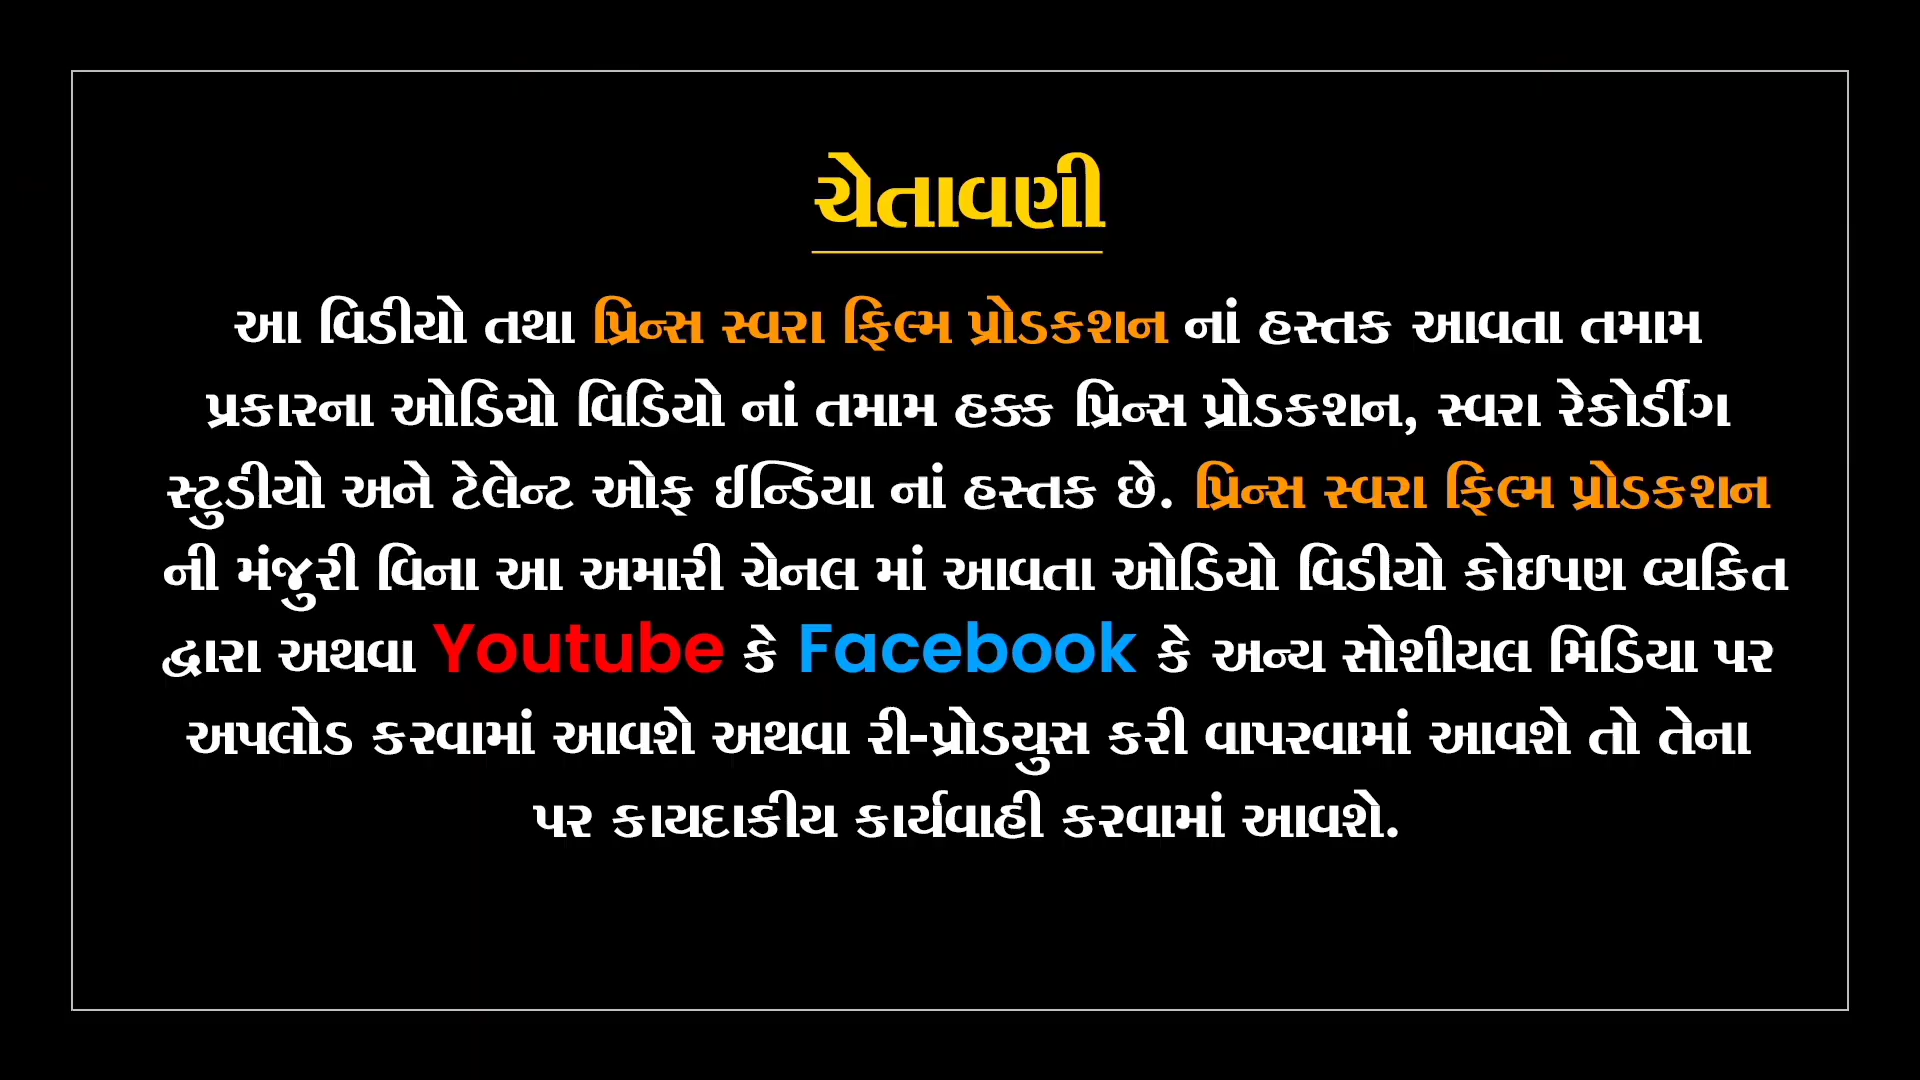 ચેતાવણી
આ વિડીયો તથા પ્રિન્સ સ્વરા ફિલ્મ પ્રોડકશન નાં હસ્તક આવતા તમામ
પ્રકારના ઓડિયો વિડિયો નાં તમામ હક્ક પ્રિન્સ પ્રોડકશન, સ્વરા રેકોર્ડીંગ
સ્ટુડીયો અને ટેલેન્ટ ઓફ ઈન્ડિયા નાં હસ્તક છે. પ્રિન્સ સ્વરા ફિલ્મ પ્રોડકશન
ની મંજુરી વિના આ અમારી ચેનલ માં આવતા ઓડિયો વિડીયો કોઇપણ વ્યકિત
દ્વારા અથવા Youtube કે Facebook કે અન્ય સોશીયલ મિડિયા પર
અપલોડ કરવામાં આવશે અથવા રી-પ્રોડયુસ કરી વાપરવામાં આવશે તો તેના
પર કાયદાકીય કાર્યવાહી કરવામાં આવશે.